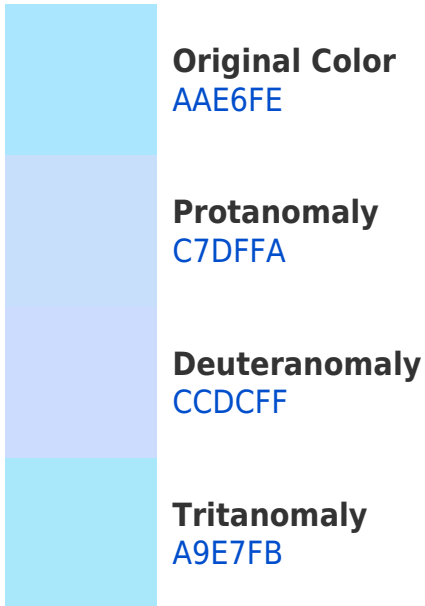 Original Color
AAE6FE
Protanomaly
C7DFFA
Deuteranomaly
CCDCFF
Tritanomaly
A9E7FB